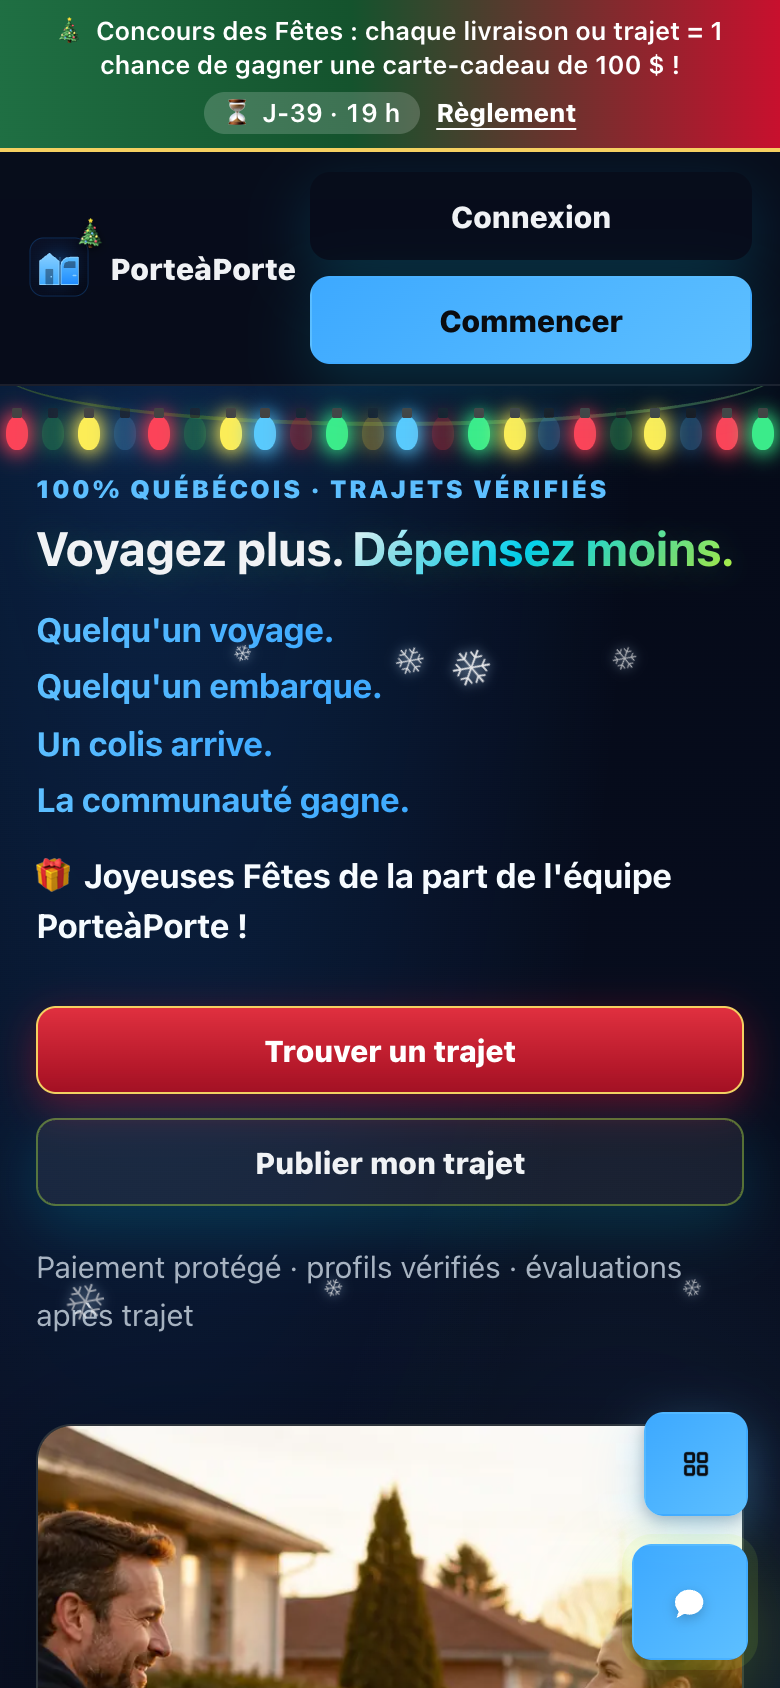 Concours des Fêtes : chaque livraison ou trajet = 1
chance de gagner une carte-cadeau de 100 $ !
J-39 · 19 h Règlement
PorteàPorte
Connexion
Commencer
100% QUÉBÉCOIS · TRAJETS VÉRIFIÉS
Voyagez plus. Dépensez moins.
Quelqu'un voyage.
Quelqu'un embarque.
Un colis arrive.
La communauté gagne.
Joyeuses Fêtes de la part de l'équipe
PorteàPorte !
Trouver un trajet
Publier mon trajet
Paiement protégé · profils vérifiés · évaluations
après trajet